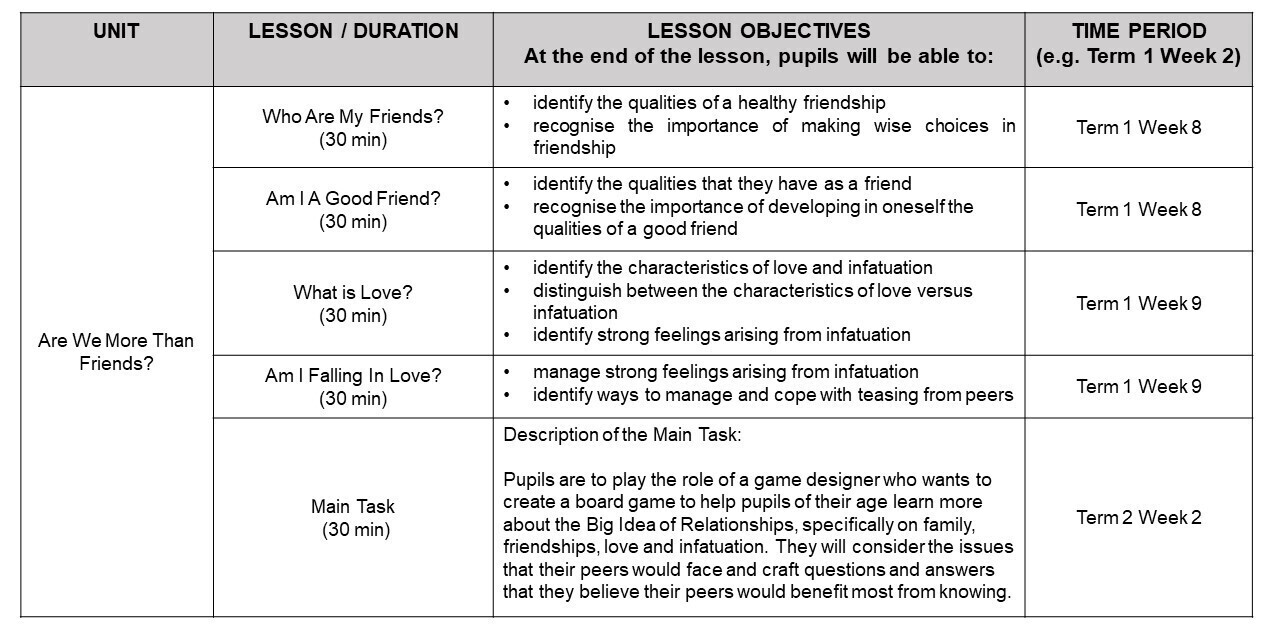 UNIT
LESSON / DURATION
LESSON OBJECTIVES
At the end of the lesson, pupils will be able to:
TIME PERIOD
(e.g. Term 1 Week 2)
Are We More Than
Friends?
Who Are My Friends?
(30 min)
• identify the qualities of a healthy friendship
• recognise the importance of making wise choices in
friendship
Term 1 Week 8
Am I A Good Friend?
(30 min)
• identify the qualities that they have as a friend
• recognise the importance of developing in oneself the
qualities of a good friend
Term 1 Week 8
What is Love?
(30 min)
• identify the characteristics of love and infatuation
• distinguish between the characteristics of love versus
infatuation
• identify strong feelings arising from infatuation
Term 1 Week 9
Am I Falling In Love?
(30 min)
• manage strong feelings arising from infatuation
• identify ways to manage and cope with teasing from peers
Term 1 Week 9
Main Task
(30 min)
Description of the Main Task:
Pupils are to play the role of a game designer who wants to
create a board game to help pupils of their age learn more
about the Big Idea of Relationships, specifically on family,
friendships, love and infatuation. They will consider the issues
that their peers would face and craft questions and answers
that they believe their peers would benefit most from knowing.
Term 2 Week 2